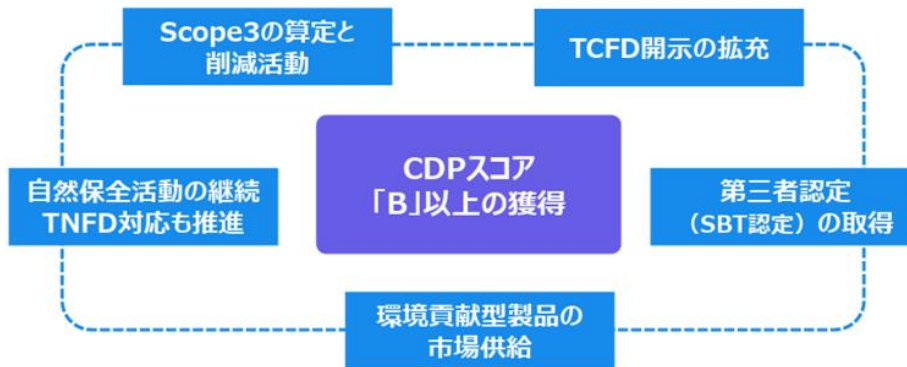 Scope3の算定と
削減活動
TCFD開示の拡充
CDPスコア
「B」以上の獲得
自然保全活動の継続
TNFD対応も推進
第三者認定
（SBT認定）の取得
環境貢献型製品の
市場供給